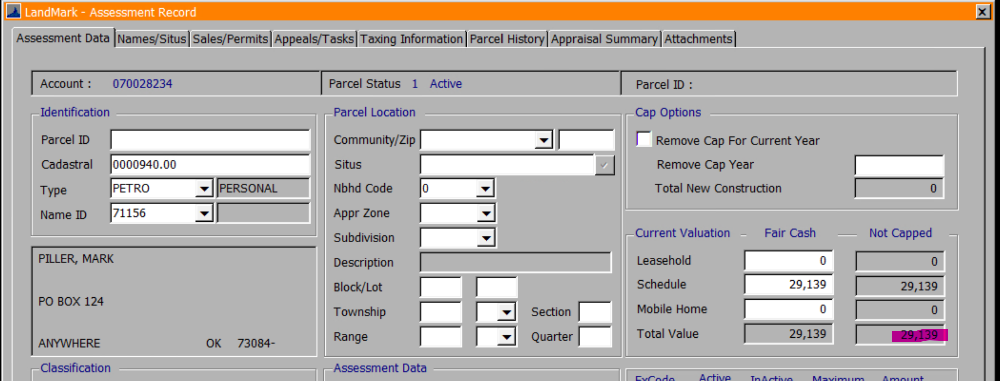 LandMark - Assessment Record
Assessment Data Names/Situs Sales/Permits Appeals/Tasks Taxing Information Parcel History Appraisal Summary Attachments
Account : 070028234 Parcel Status 1 Active Parcel ID :
Identification
Parcel ID
Cadastral 0000940.00
Type PETRO PERSONAL
Name ID 71156
PILLER, MARK
PO BOX 124
ANYWHERE OK 73084-
Parcel Location
Community/Zip
Situs
Nbhd Code 0
Appr Zone
Subdivision
Description
Block/Lot
Township Section
Range Quarter
Cap Options
Remove Cap For Current Year
Remove Cap Year
Total New Construction 0
Current Valuation Fair Cash Not Capped
Leasehold 0 0
Schedule 29,139 29,139
Mobile Home 0 0
Total Value 29,139 29,139
Classification
Assessment Data
ExCode Active InActive Maximum Amount